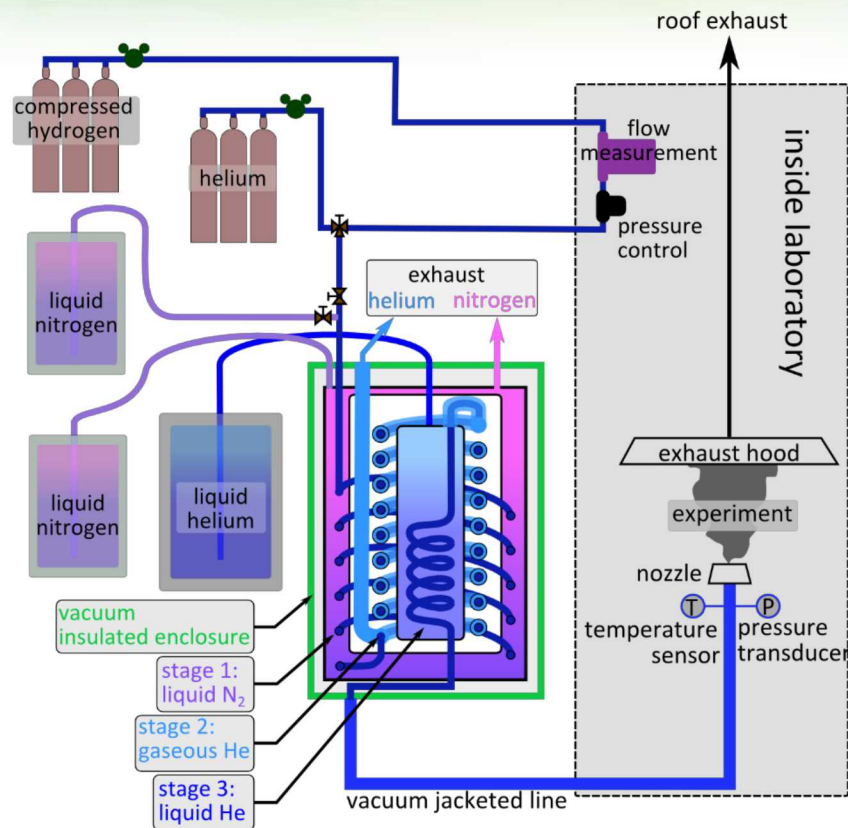 roof exhaust
compressed
hydrogen
helium
flow
measurement
inside laboratory
pressure
control
exhaust
helium nitrogen
liquid
nitrogen
liquid
nitrogen
liquid
helium
exhaust hood
experiment
nozzle
T P
temperature
sensor
pressure
transducer
vacuum
insulated enclosure
stage 1:
liquid N₂
stage 2:
gaseous He
stage 3:
liquid He
vacuum jacketed line